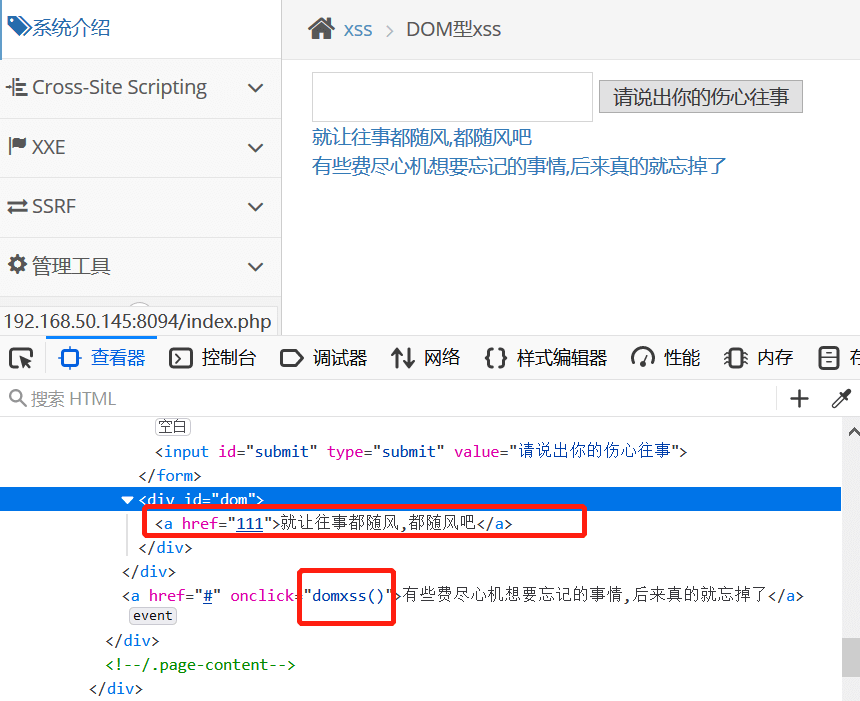 系统介绍
xss > DOM型xss
Cross-Site Scripting
请说出你的伤心往事
就让往事都随风,都随风吧
XXE
有些费尽心机想要忘记的事情,后来真的就忘掉了
SSRF
管理工具
192.168.50.145:8094/index.php
查看器 控制台 调试器 网络 {} 样式编辑器 性能 内存
搜索 HTML
空白
<input id="submit" type="submit" value="请说出你的伤心往事">
</form>
<div id="dom">
<a href="111">就让往事都随风,都随风吧</a>
</div>
</div>
<a href="#" onclick="domxss()">有些费尽心机想要忘记的事情,后来真的就忘掉了</a>
event
</div>
<!--/.page-content-->
</div>